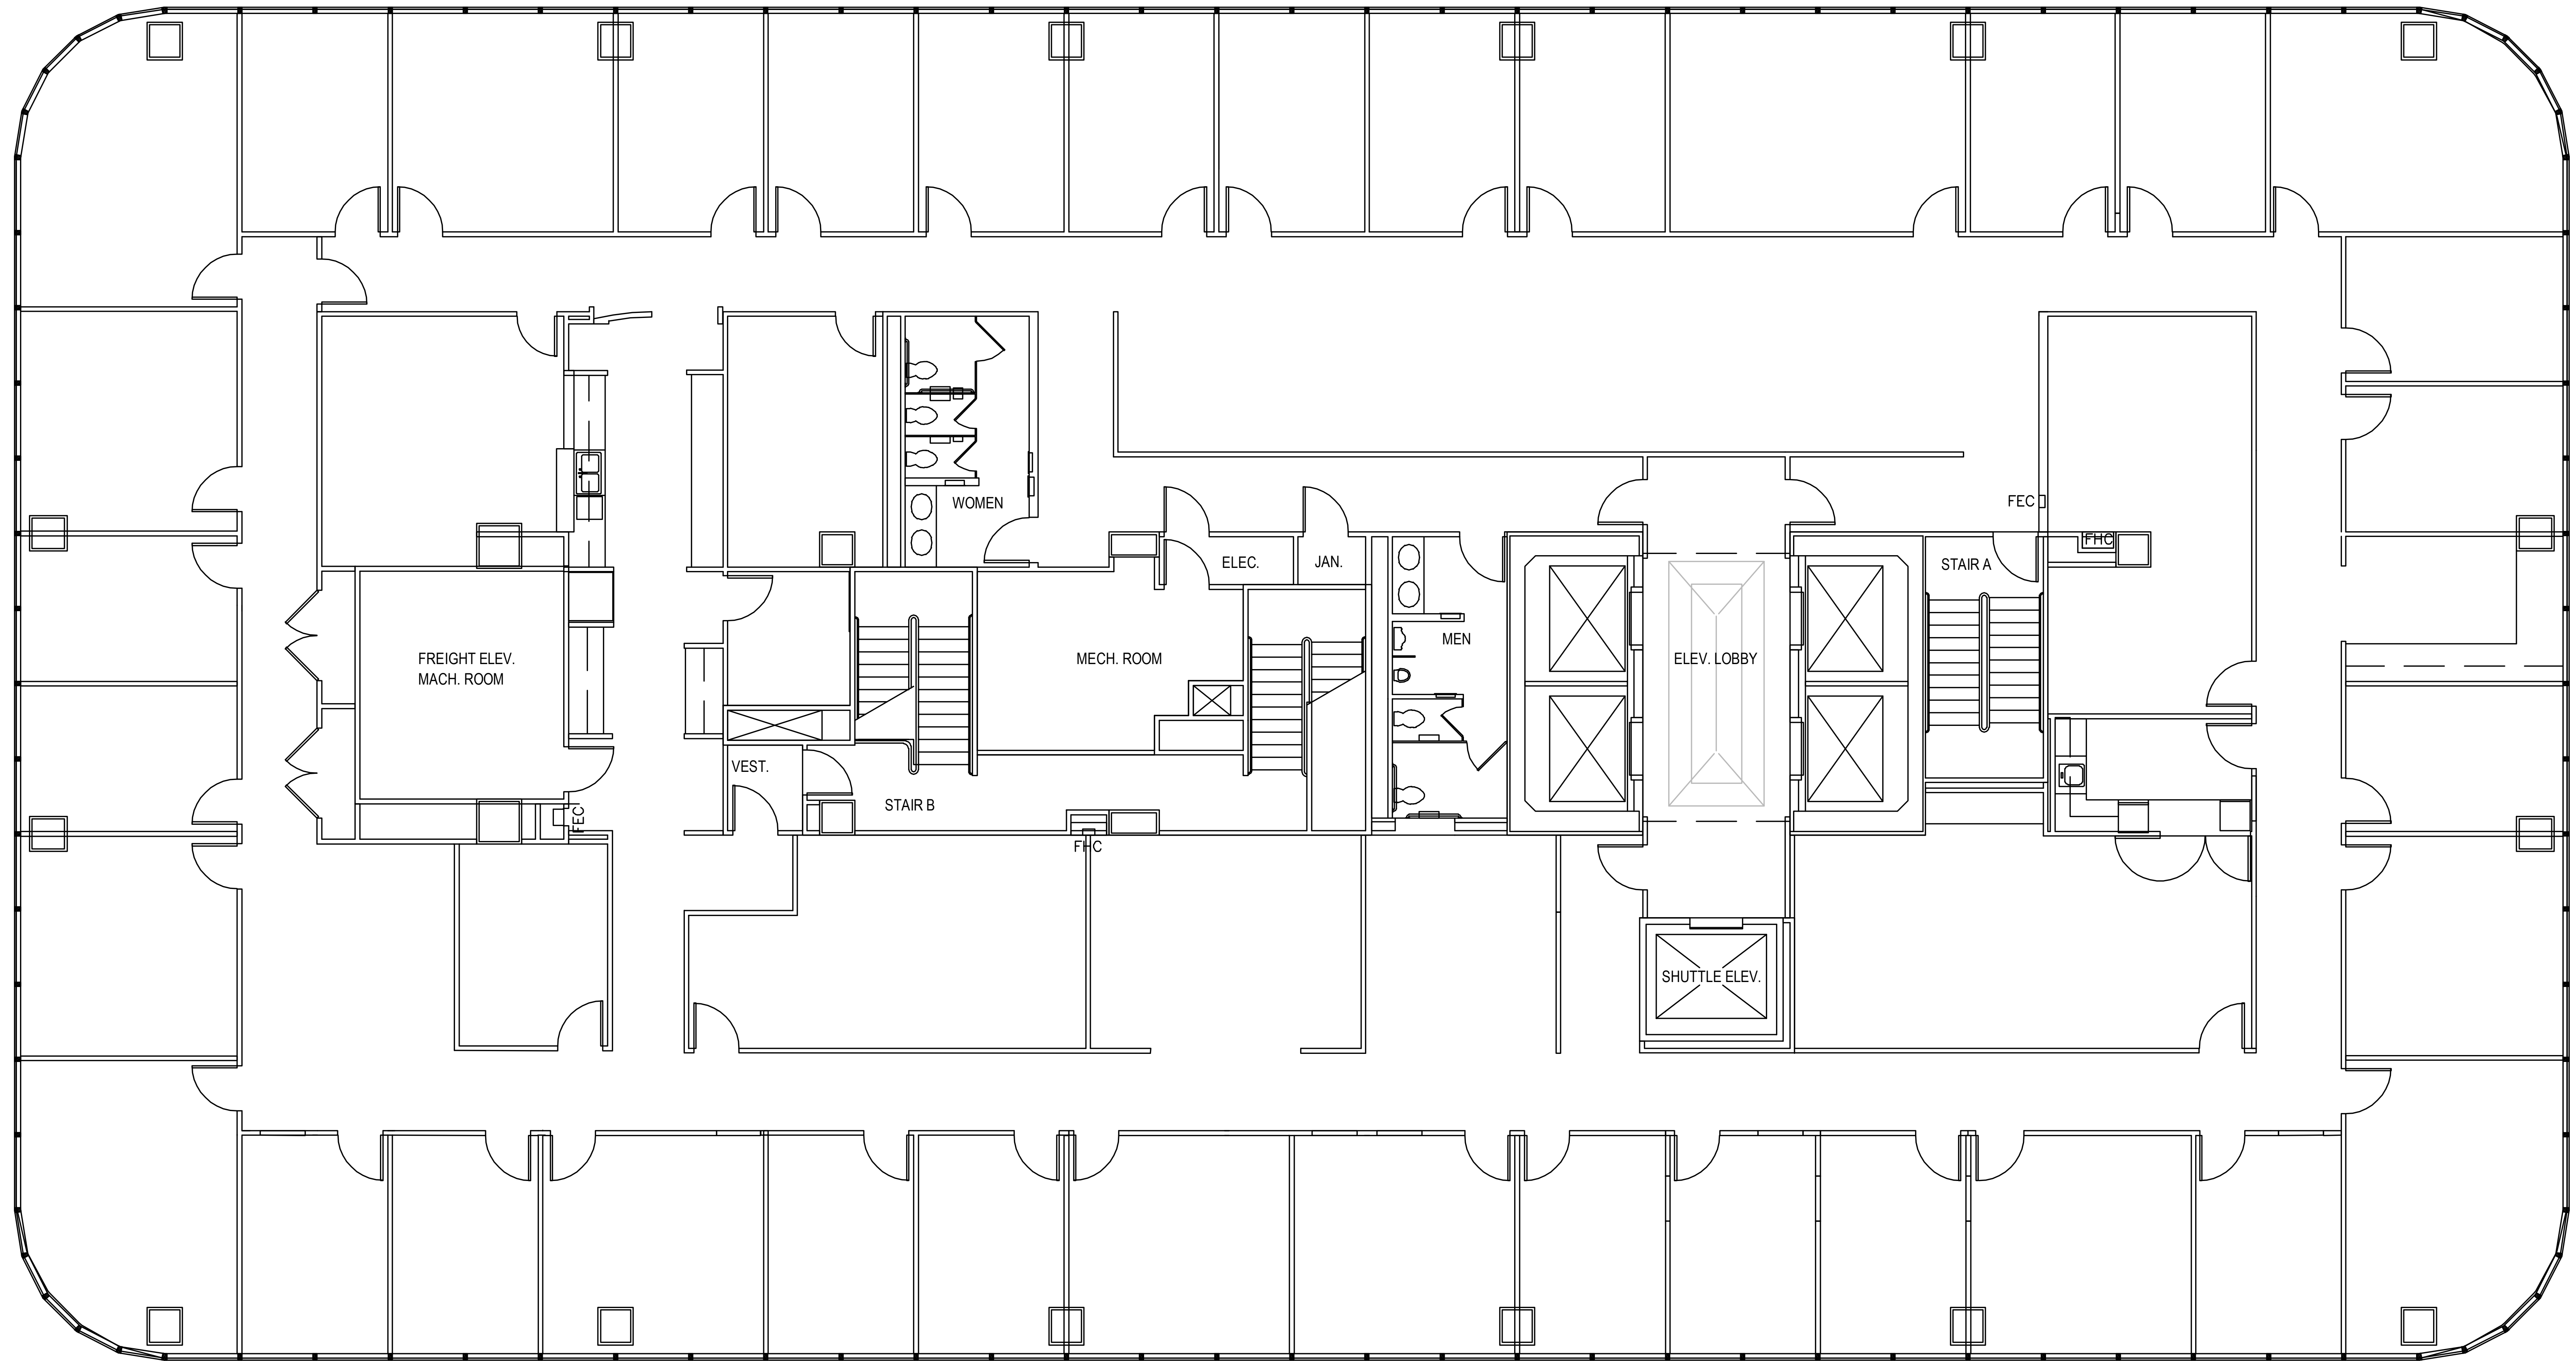 WOMEN
FEC
FHC
ELEC.
JAN.
STAIR A
MEN
FREIGHT ELEV.
MACH. ROOM
MECH. ROOM
ELEV. LOBBY
VEST.
STAIR B
FEC
FHC
SHUTTLE ELEV.